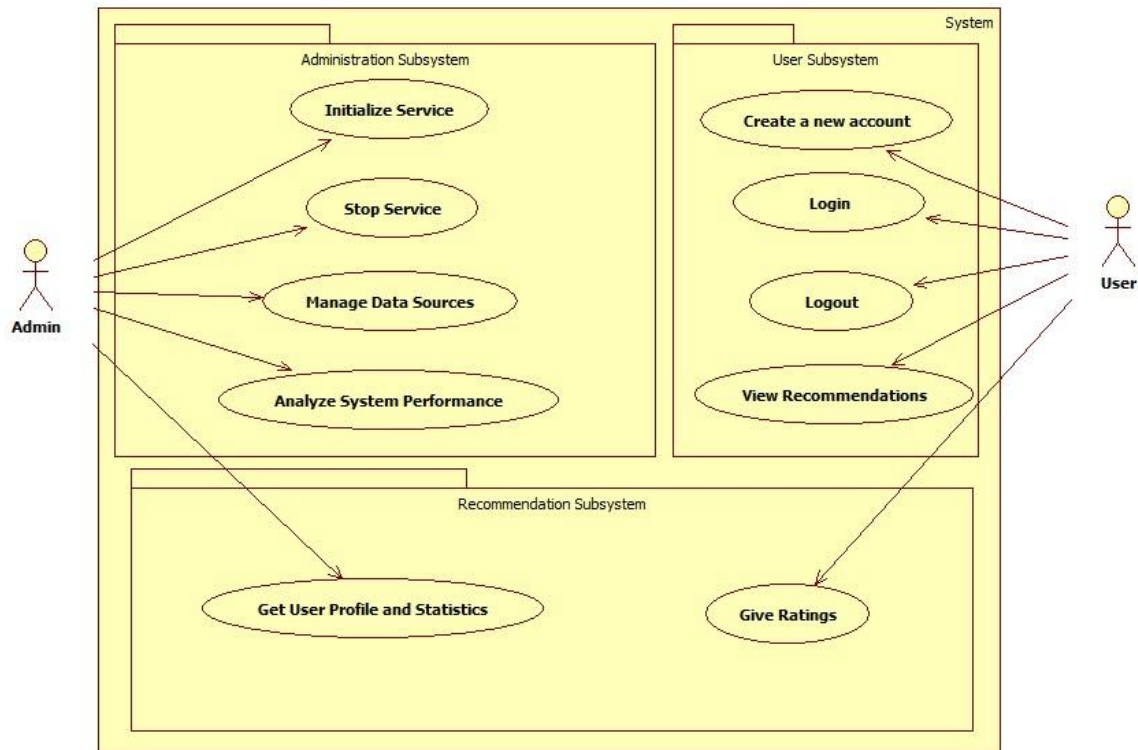 System
Administration Subsystem
User Subsystem
Initialize Service
Create a new account
Stop Service
Login
Manage Data Sources
Logout
Analyze System Performance
View Recommendations
Admin
User
Recommendation Subsystem
Get User Profile and Statistics
Give Ratings